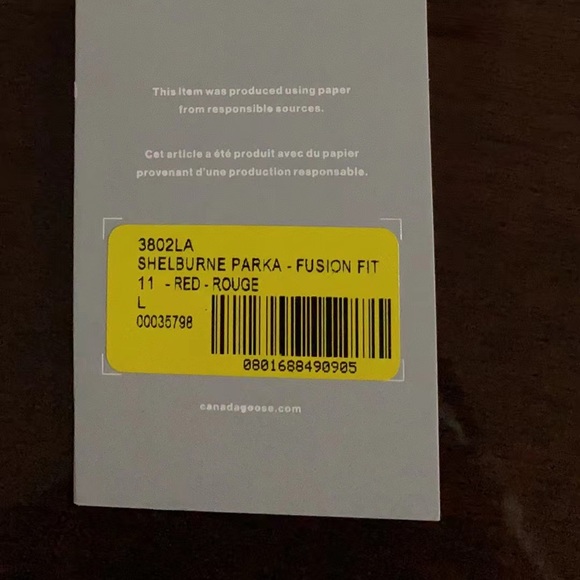 This item was produced using paper
from responsible sources.
Cet article a été produit avec du papier
provenant d'une production responsable.
3802LA
SHELBURNE PARKA - FUSION FIT
11 - RED - ROUGE
L
00035798
0801688490905
canadagoose.com